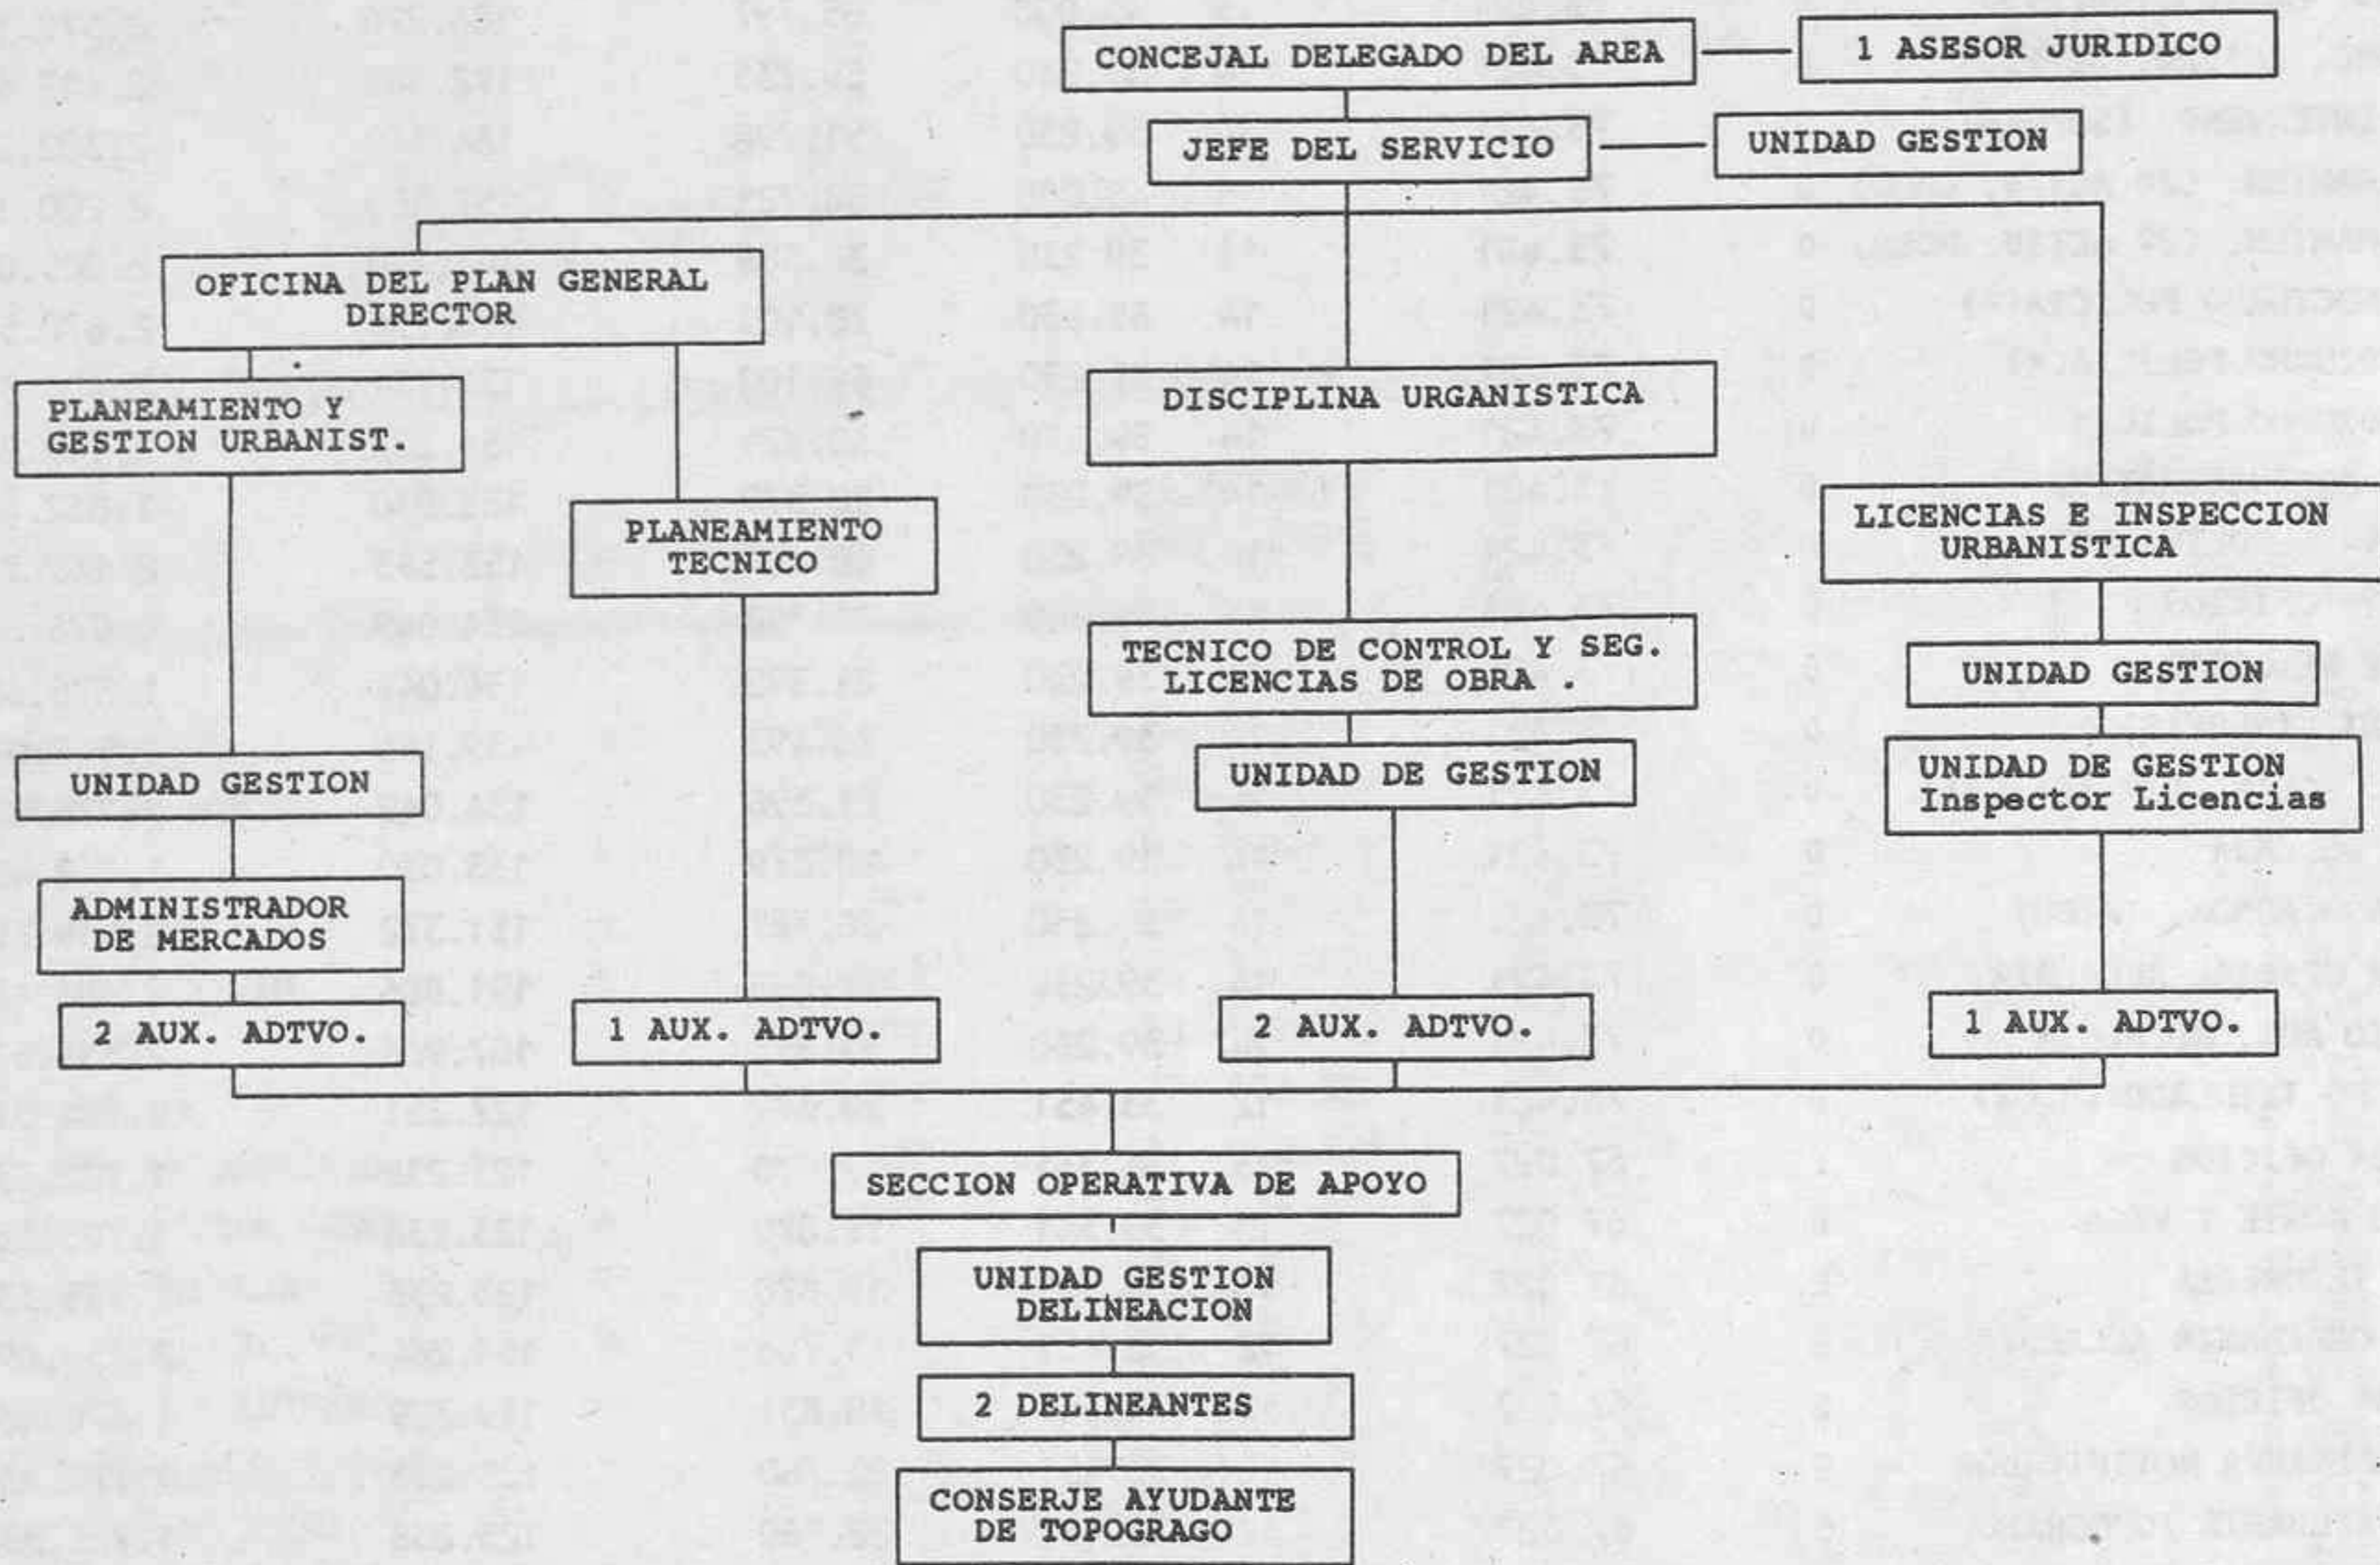 CONCEJAL DELEGADO DEL AREA
1 ASESOR JURIDICO
JEFE DEL SERVICIO
UNIDAD GESTION
OFICINA DEL PLAN GENERAL
DIRECTOR
PLANEAMIENTO Y
GESTION URBANIST.
DISCIPLINA URGANISTICA
PLANEAMIENTO
TECNICO
LICENCIAS E INSPECCION
URBANISTICA
TECNICO DE CONTROL Y SEG.
LICENCIAS DE OBRA .
UNIDAD GESTION
UNIDAD GESTION
UNIDAD DE GESTION
UNIDAD DE GESTION
Inspector Licencias
ADMINISTRADOR
DE MERCADOS
2 AUX. ADTVO.
1 AUX. ADTVO.
2 AUX. ADTVO.
1 AUX. ADTVO.
SECCION OPERATIVA DE APOYO
UNIDAD GESTION
DELINEACION
2 DELINEANTES
CONSERJE AYUDANTE
DE TOPOGRAGO